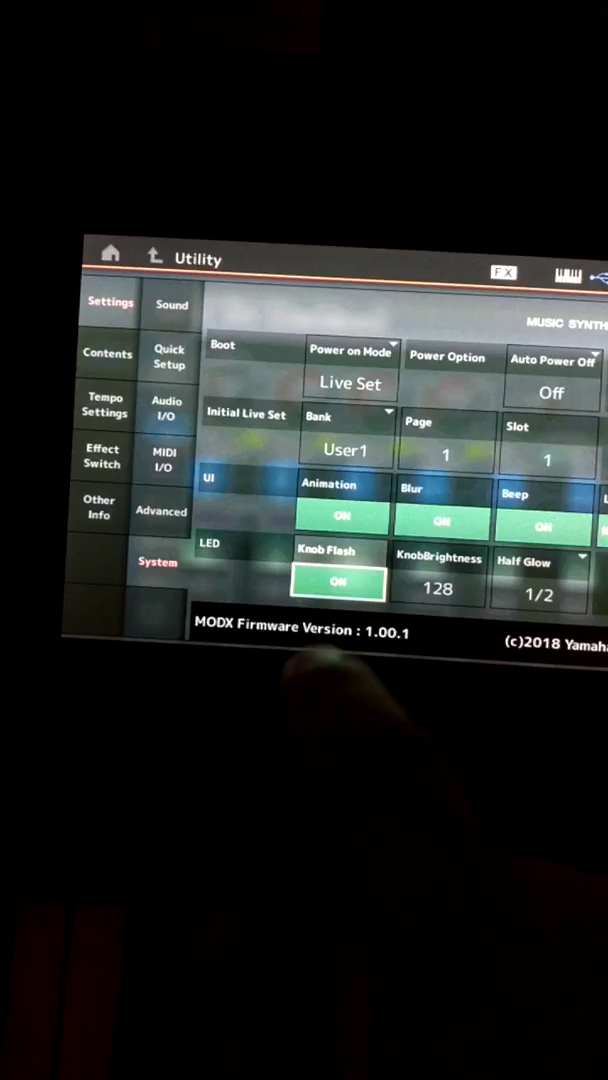 Utility
FX
Settings
Sound
MUSIC SYNTH
Contents
Quick
Setup
Boot
Power on Mode
Live Set
Power Option
Auto Power Off
Off
Tempo
Settings
Audio
I/O
Initial Live Set
Bank
User1
Page
1
Slot
1
Effect
Switch
MIDI
I/O
UI
Animation
ON
Blur
ON
Beep
ON
Other
Info
Advanced
System
LED
Knob Flash
ON
KnobBrightness
128
Half Glow
1/2
MODX Firmware Version : 1.00.1
(c)2018 Yamaha